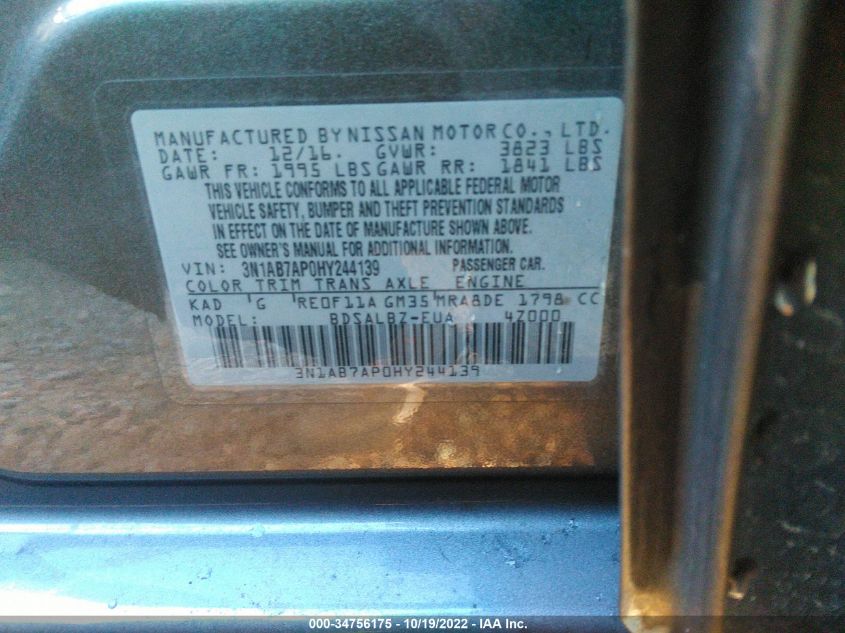 MANUFACTURED BY NISSAN MOTOR CO., LTD.
DATE: 12/16. GVWR: 3823 LBS
GAWR FR: 1995 LBS GAWR RR: 1841 LBS
THIS VEHICLE CONFORMS TO ALL APPLICABLE FEDERAL MOTOR
VEHICLE SAFETY, BUMPER AND THEFT PREVENTION STANDARDS
IN EFFECT ON THE DATE OF MANUFACTURE SHOWN ABOVE.
SEE OWNER'S MANUAL FOR ADDITIONAL INFORMATION.
VIN: 3N1AB7AP0HY244139 PASSENGER CAR.
COLOR TRIM TRANS AXLE ENGINE
KAD G RE0F11A GM35 MRA8DE 1798 CC
MODEL: BDSALBZ-EUA 4Z000
3N1AB7AP0HY244139
000-34756175 - 10/19/2022 - IAA Inc.